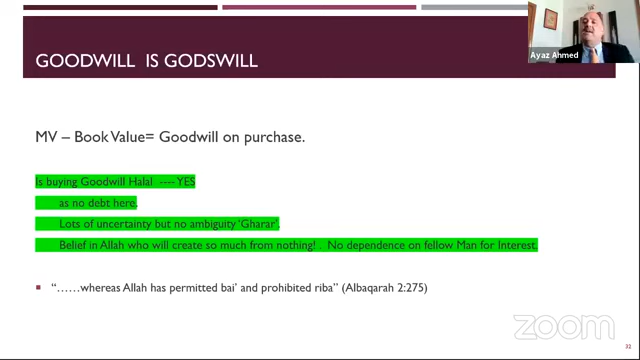 Ayaz Ahmed
GOODWILL IS GODSWILL
MV – Book Value= Goodwill on purchase.
Is buying Goodwill Halal ---- YES
as no debt here.
Lots of uncertainty but no ambiguity ‘Gharar’.
Belief in Allah who will create so much from nothing! . No dependence on fellow Man for Interest.
“……whereas Allah has permitted bai’ and prohibited riba” (Albaqarah 2:275)
zoom
32